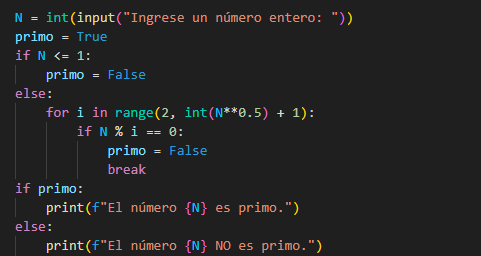 N = int(input("Ingrese un número entero: "))
primo = True
if N <= 1:
    primo = False
else:
    for i in range(2, int(N**0.5) + 1):
        if N % i == 0:
            primo = False
            break
if primo:
    print(f"El número {N} es primo.")
else:
    print(f"El número {N} NO es primo.")